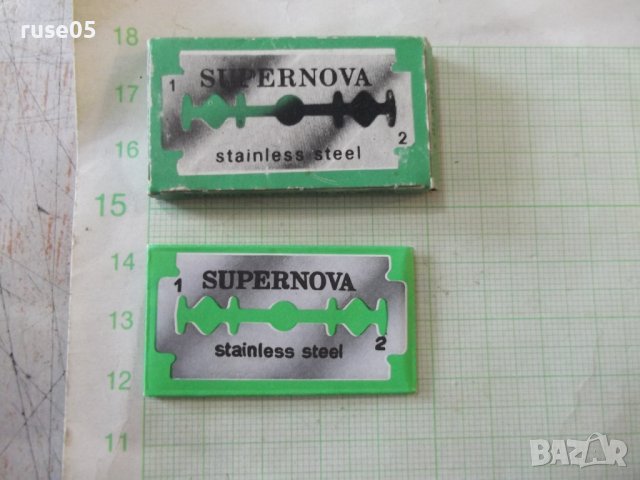 ruse05
18
17
16
15
14
13
12
11
1
SUPERNOVA
stainless steel
2
1
SUPERNOVA
stainless steel
2
BAZAR